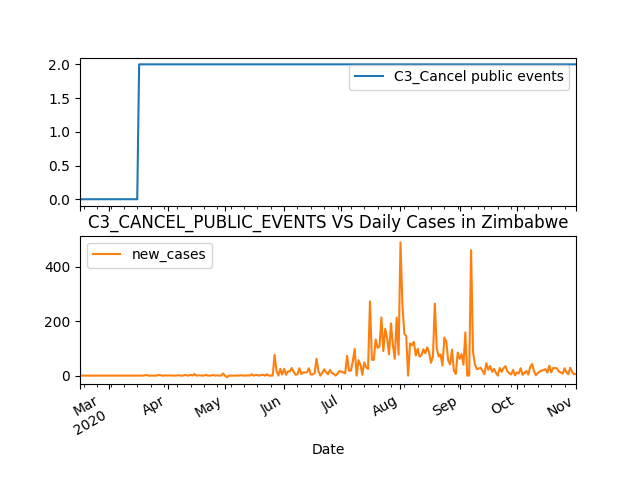 2.0
C3_Cancel public events
1.5
1.0
0.5
0.0
C3_CANCEL_PUBLIC_EVENTS VS Daily Cases in Zimbabwe
new_cases
400
200
0
Mar
2020
Apr
May
Jun
Jul
Aug
Sep
Oct
Nov
Date